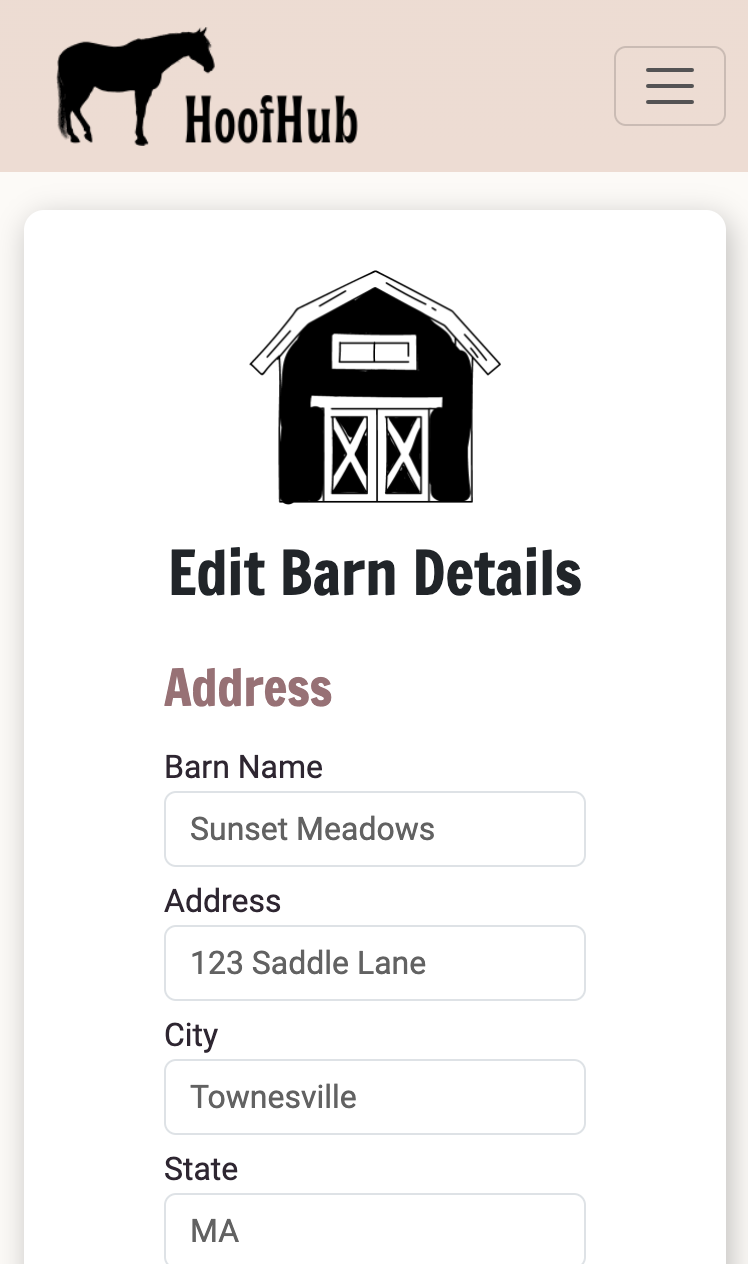 HoofHub
Edit Barn Details
Address
Barn Name
Sunset Meadows
Address
123 Saddle Lane
City
Townesville
State
MA